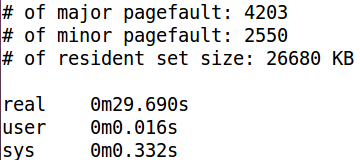 # of major pagefault: 4203
# of minor pagefault: 2550
# of resident set size: 26680 KB

real    0m29.690s
user    0m0.016s
sys     0m0.332s